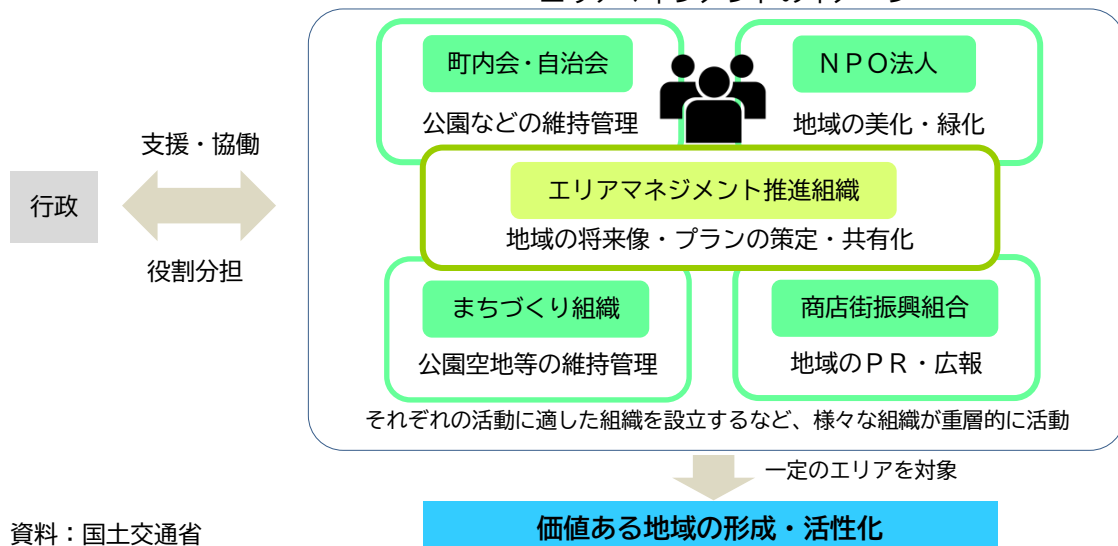 町内会・自治会
ＮＰＯ法人
公園などの維持管理
地域の美化・緑化
支援・協働
行政
役割分担
エリアマネジメント推進組織
地域の将来像・プランの策定・共有化
まちづくり組織
商店街振興組合
公園空地等の維持管理
地域のＰＲ・広報
それぞれの活動に適した組織を設立するなど、様々な組織が重層的に活動
一定のエリアを対象
価値ある地域の形成・活性化
資料：国土交通省